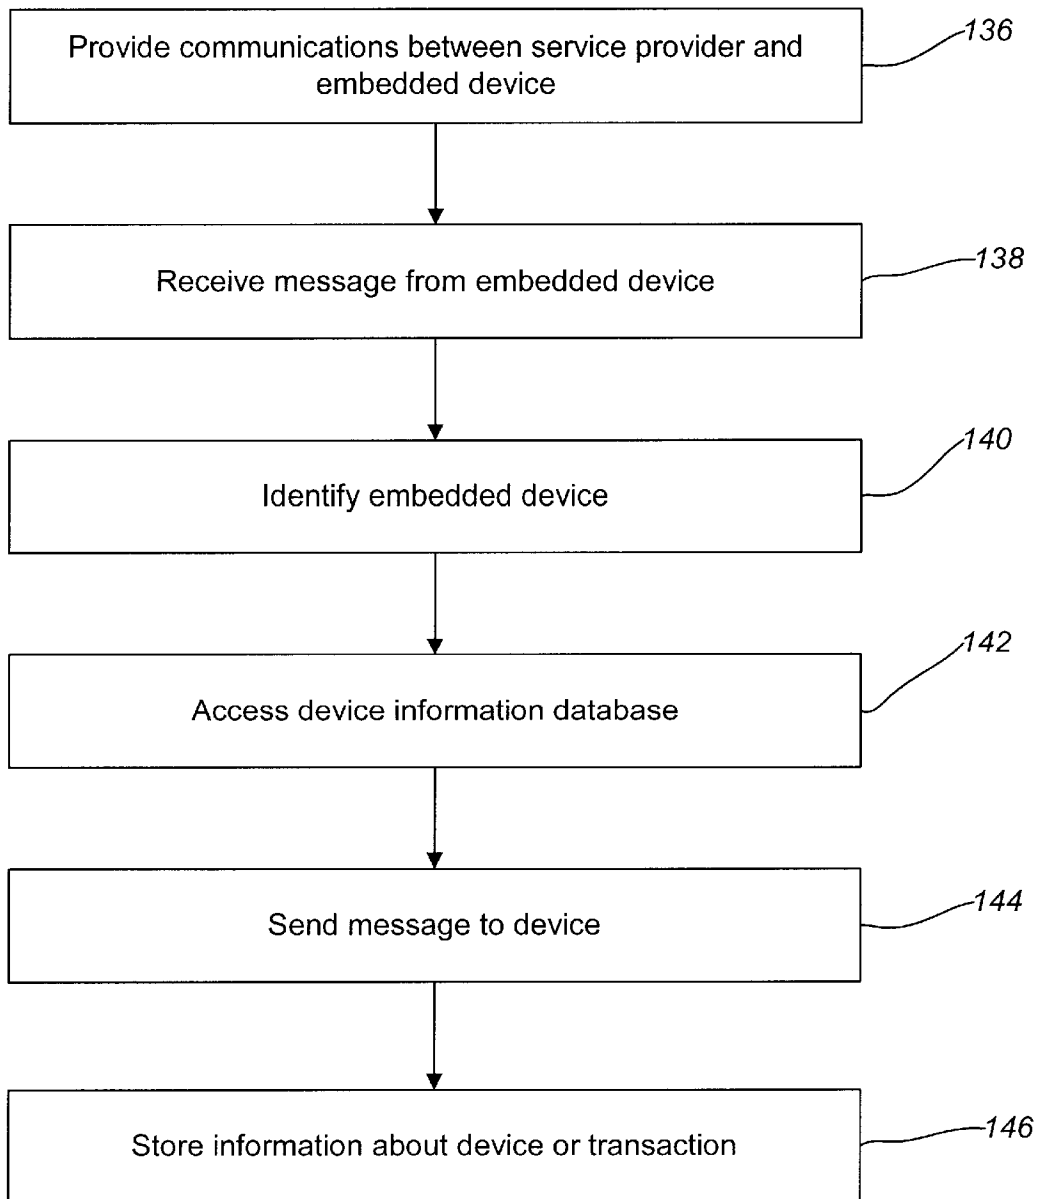 Provide communications between service provider and
embedded device
136
Receive message from embedded device
138
Identify embedded device
140
Access device information database
142
Send message to device
144
Store information about device or transaction
146